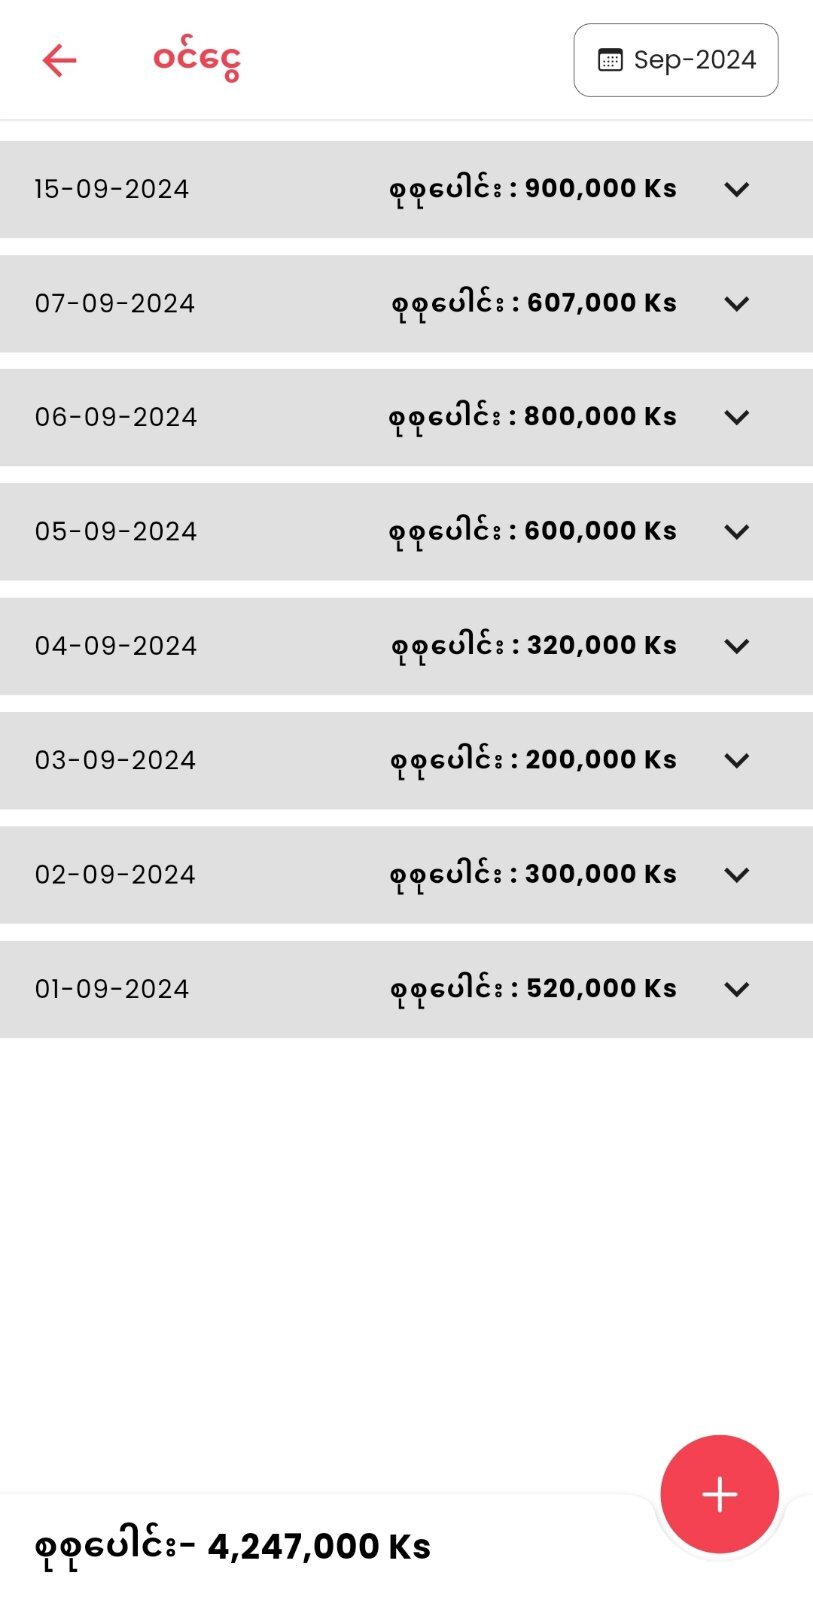 ဝင်ငွေ
Sep-2024
15-09-2024 စုစုပေါင်း : 900,000 Ks
07-09-2024 စုစုပေါင်း : 607,000 Ks
06-09-2024 စုစုပေါင်း : 800,000 Ks
05-09-2024 စုစုပေါင်း : 600,000 Ks
04-09-2024 စုစုပေါင်း : 320,000 Ks
03-09-2024 စုစုပေါင်း : 200,000 Ks
02-09-2024 စုစုပေါင်း : 300,000 Ks
01-09-2024 စုစုပေါင်း : 520,000 Ks
စုစုပေါင်း- 4,247,000 Ks